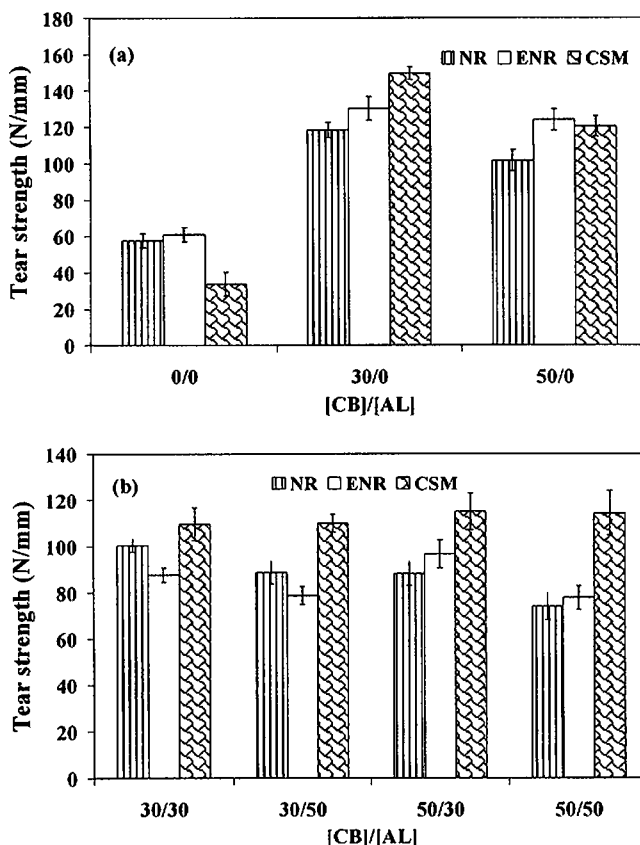 (a)
NR ENR CSM
Tear strength (N/mm)
180
160
140
120
100
80
60
40
20
0
0/0 30/0 50/0
[CB]/[AL]
(b)
NR ENR CSM
Tear strength (N/mm)
140
120
100
80
60
40
20
0
30/30 30/50 50/30 50/50
[CB]/[AL]